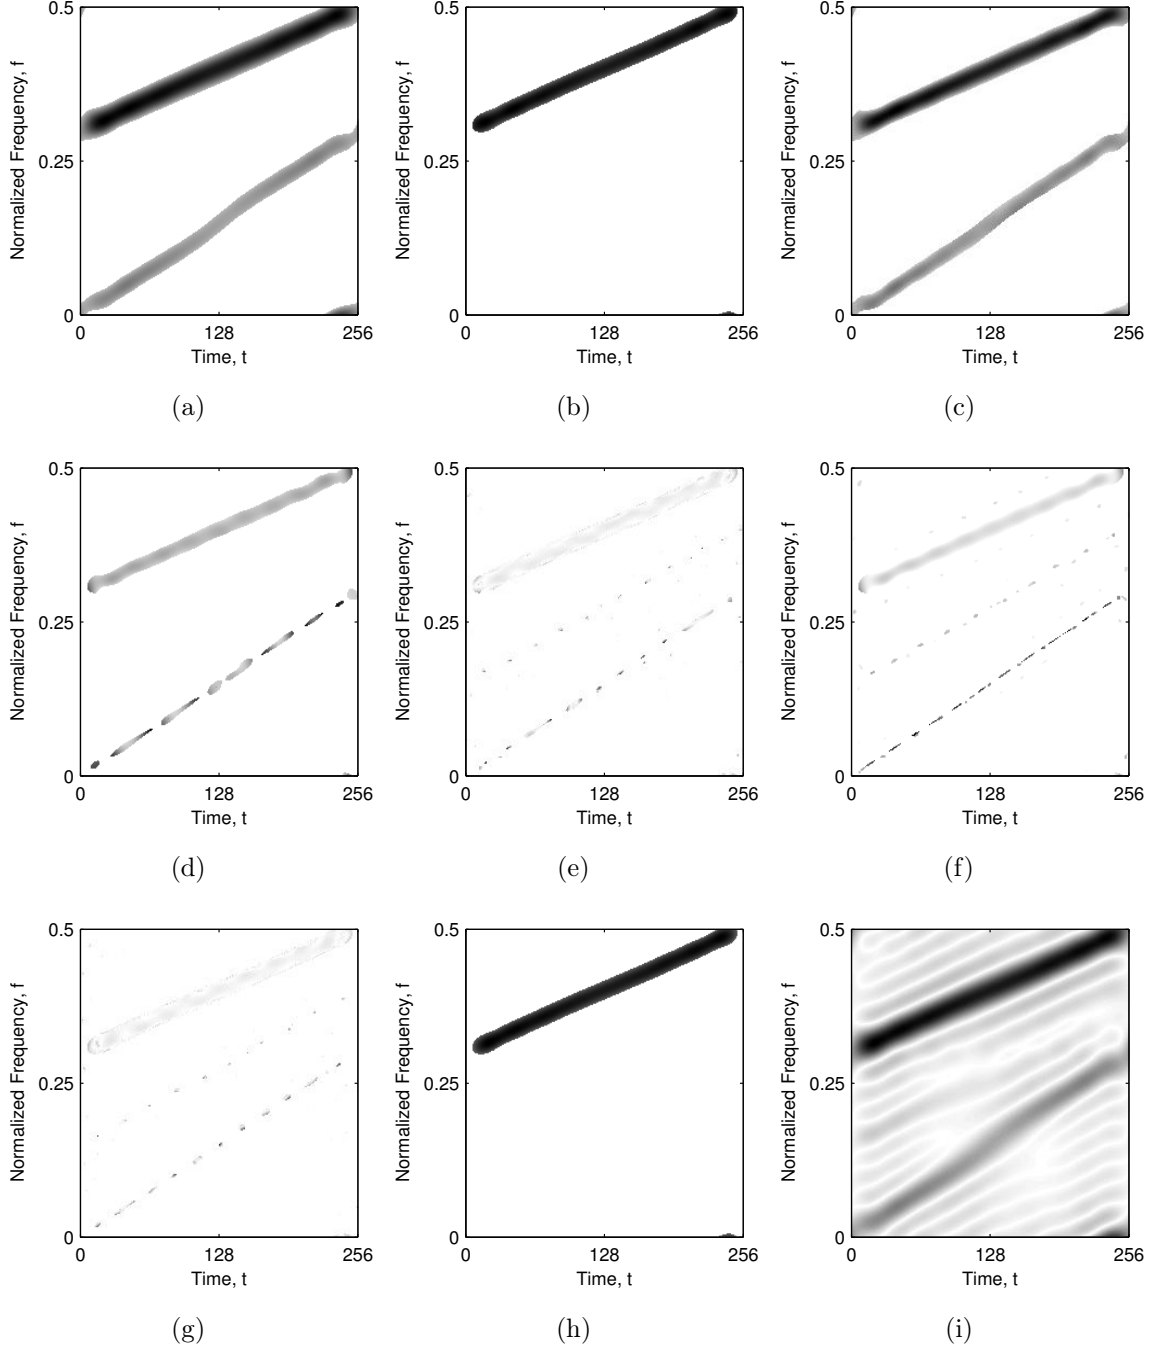 0.5
0.25
0
Normalized Frequency, f
0
128
256
Time, t
(a)
0.5
0.25
0
Normalized Frequency, f
0
128
256
Time, t
(b)
0.5
0.25
0
Normalized Frequency, f
0
128
256
Time, t
(c)
0.5
0.25
0
Normalized Frequency, f
0
128
256
Time, t
(d)
0.5
0.25
0
Normalized Frequency, f
0
128
256
Time, t
(e)
0.5
0.25
0
Normalized Frequency, f
0
128
256
Time, t
(f)
0.5
0.25
0
Normalized Frequency, f
0
128
256
Time, t
(g)
0.5
0.25
0
Normalized Frequency, f
0
128
256
Time, t
(h)
0.5
0.25
0
Normalized Frequency, f
0
128
256
Time, t
(i)